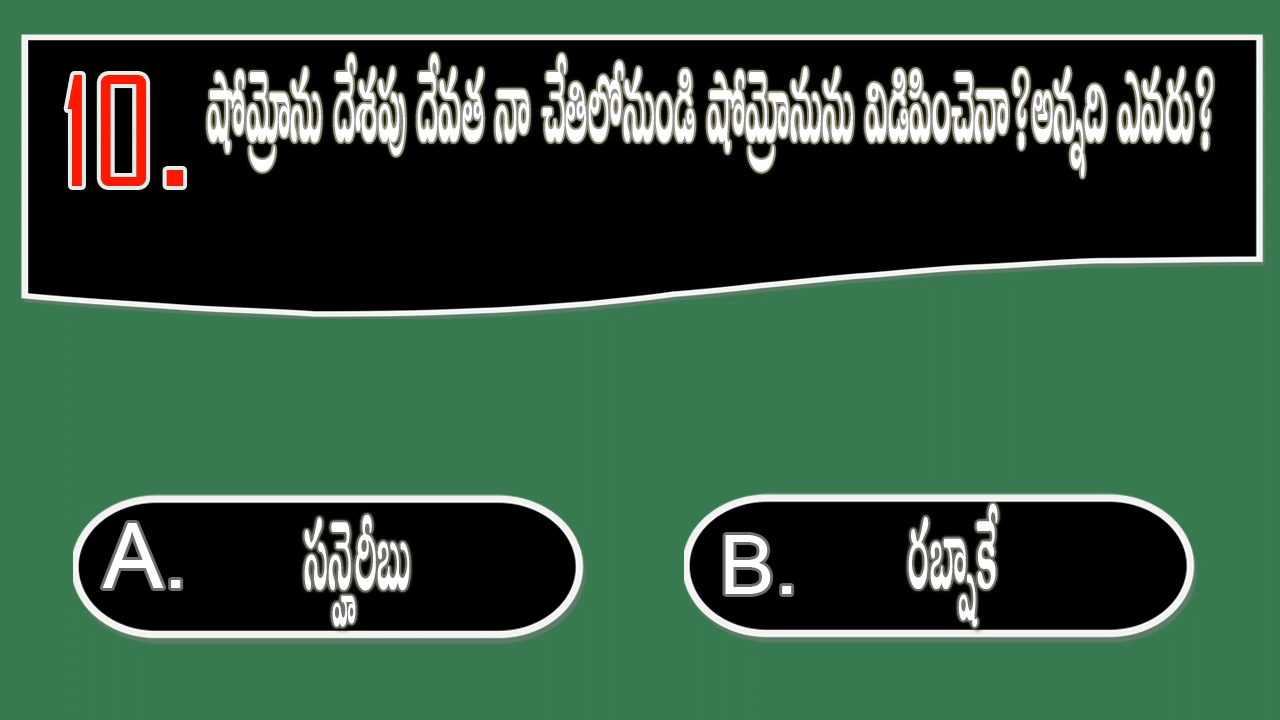 10. షోమ్రోను దేశపు దేవత నా చేతిలోనుండి షోమ్రోనును విడిపించెనా?అన్నది ఎవరు?
A. సన్హెరీబు
B. రబ్షాకే